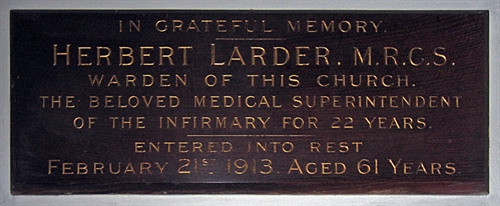 IN GRATEFUL MEMORY.
HERBERT LARDER. M.R.C.S.
WARDEN OF THIS CHURCH.
THE BELOVED MEDICAL SUPERINTENDENT
OF THE INFIRMARY FOR 22 YEARS.
ENTERED INTO REST
FEBRUARY 21ST 1913. AGED 61 YEARS.